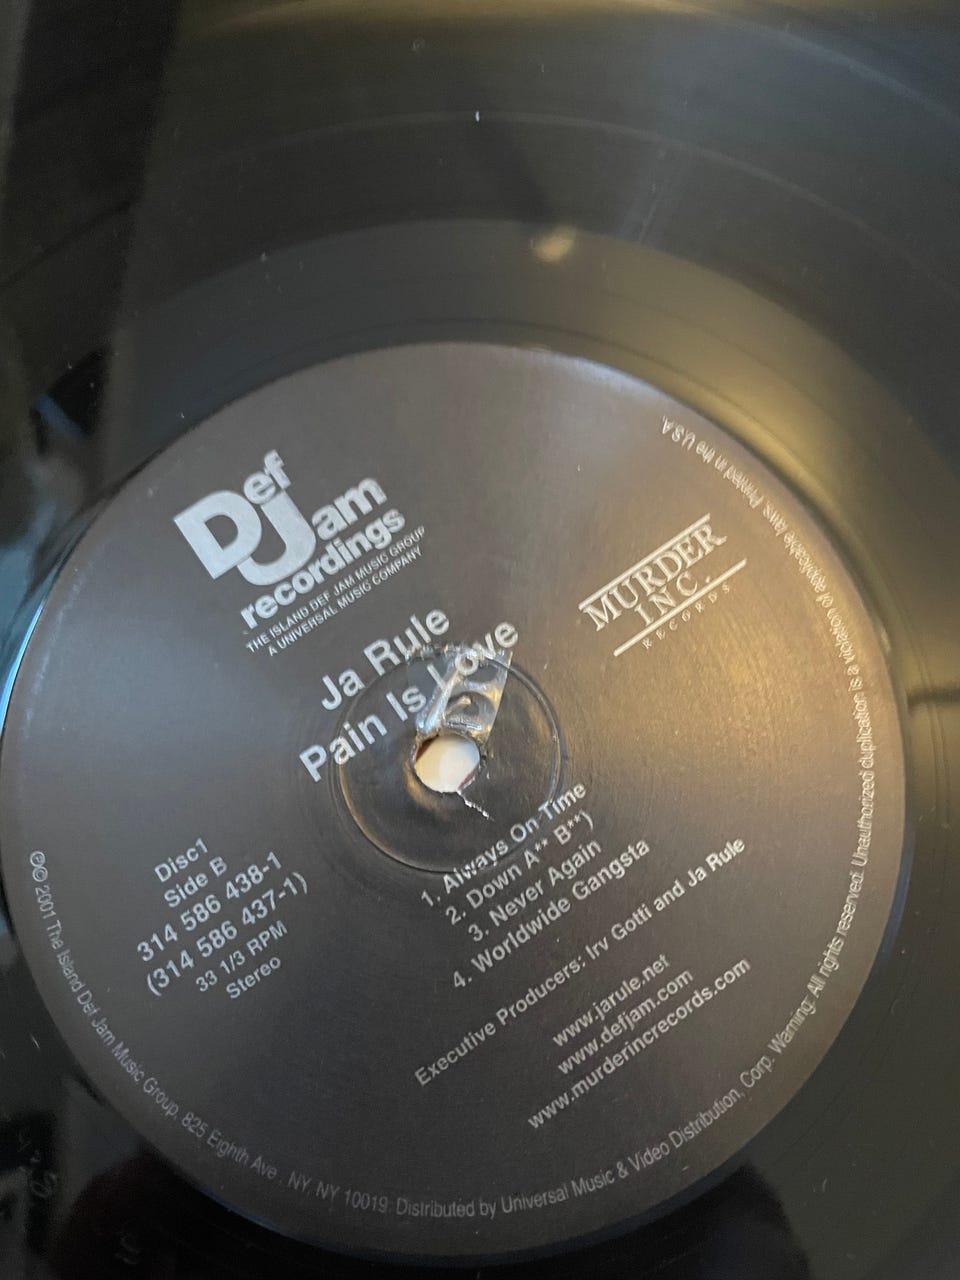 Def Jam
recordings
THE ISLAND DEF JAM MUSIC GROUP
A UNIVERSAL MUSIC COMPANY
MURDER
INC.
RECORDS
Ja Rule
Pain Is Love
Disc1
Side B
314 586 438-1
(314 586 437-1)
33 1/3 RPM
Stereo
1. Always On Time
2. Down A** B**)
3. Never Again
4. Worldwide Gangsta
Executive Producers: Irv Gotti and Ja Rule
www.jarule.net
www.defjam.com
www.murderincrecords.com
℗© 2001 The Island Def Jam Music Group, 825 Eighth Ave., NY, NY 10019. Distributed by Universal Music & Video Distribution, Corp. Warning: All rights reserved. Unauthorized duplication is a violation of applicable laws. Printed in the U.S.A.